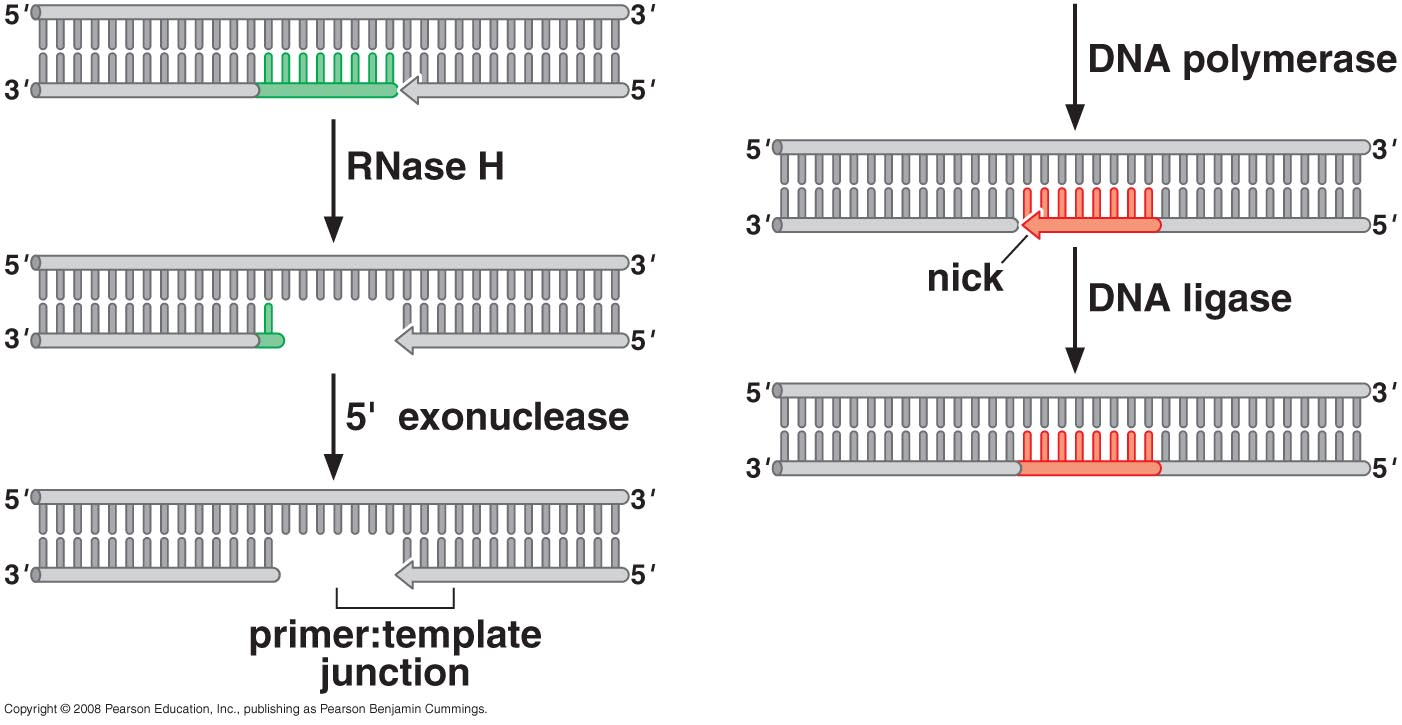 5′ 3′
3′ 5′
RNase H
5′ 3′
3′ 5′
5' exonuclease
5′ 3′
3′ 5′
primer:template
junction
DNA polymerase
5′ 3′
3′ 5′
nick
DNA ligase
5′ 3′
3′ 5′
Copyright © 2008 Pearson Education, Inc., publishing as Pearson Benjamin Cummings.